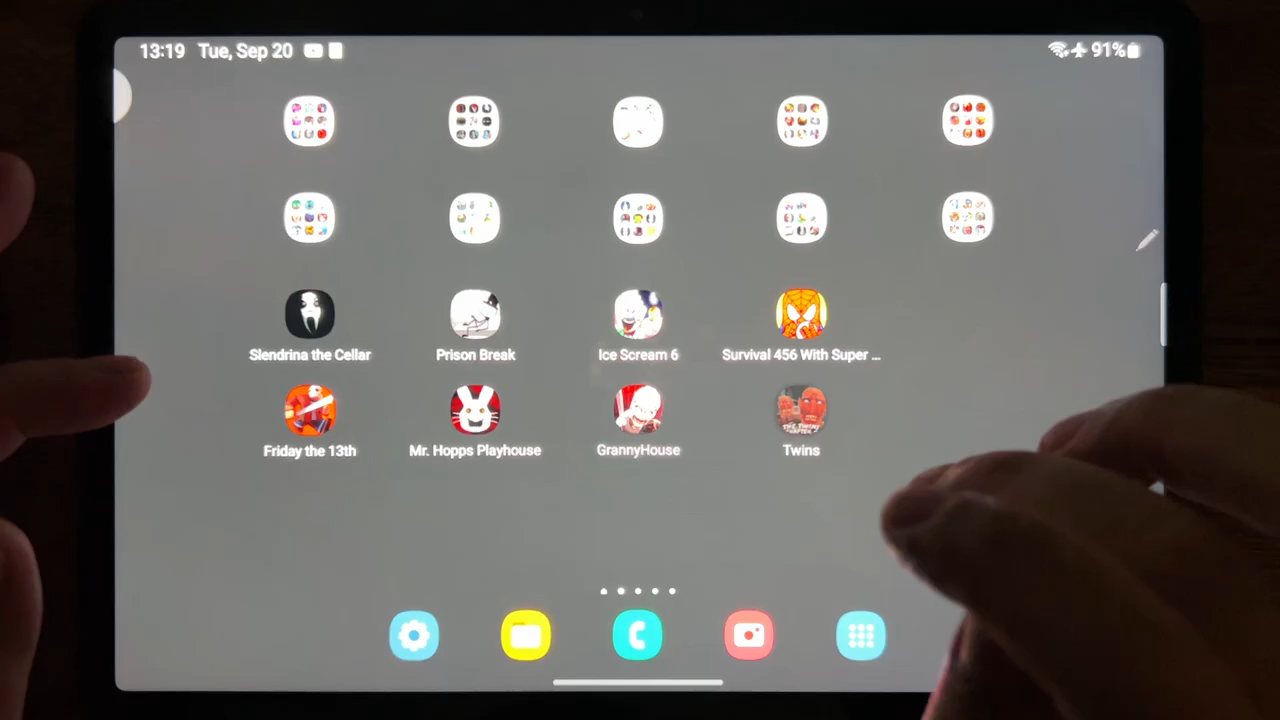 13:19 Tue, Sep 20 91%
Slendrina the Cellar Prison Break Ice Scream 6 Survival 456 With Super ...
Friday the 13th Mr. Hopps Playhouse GrannyHouse Twins